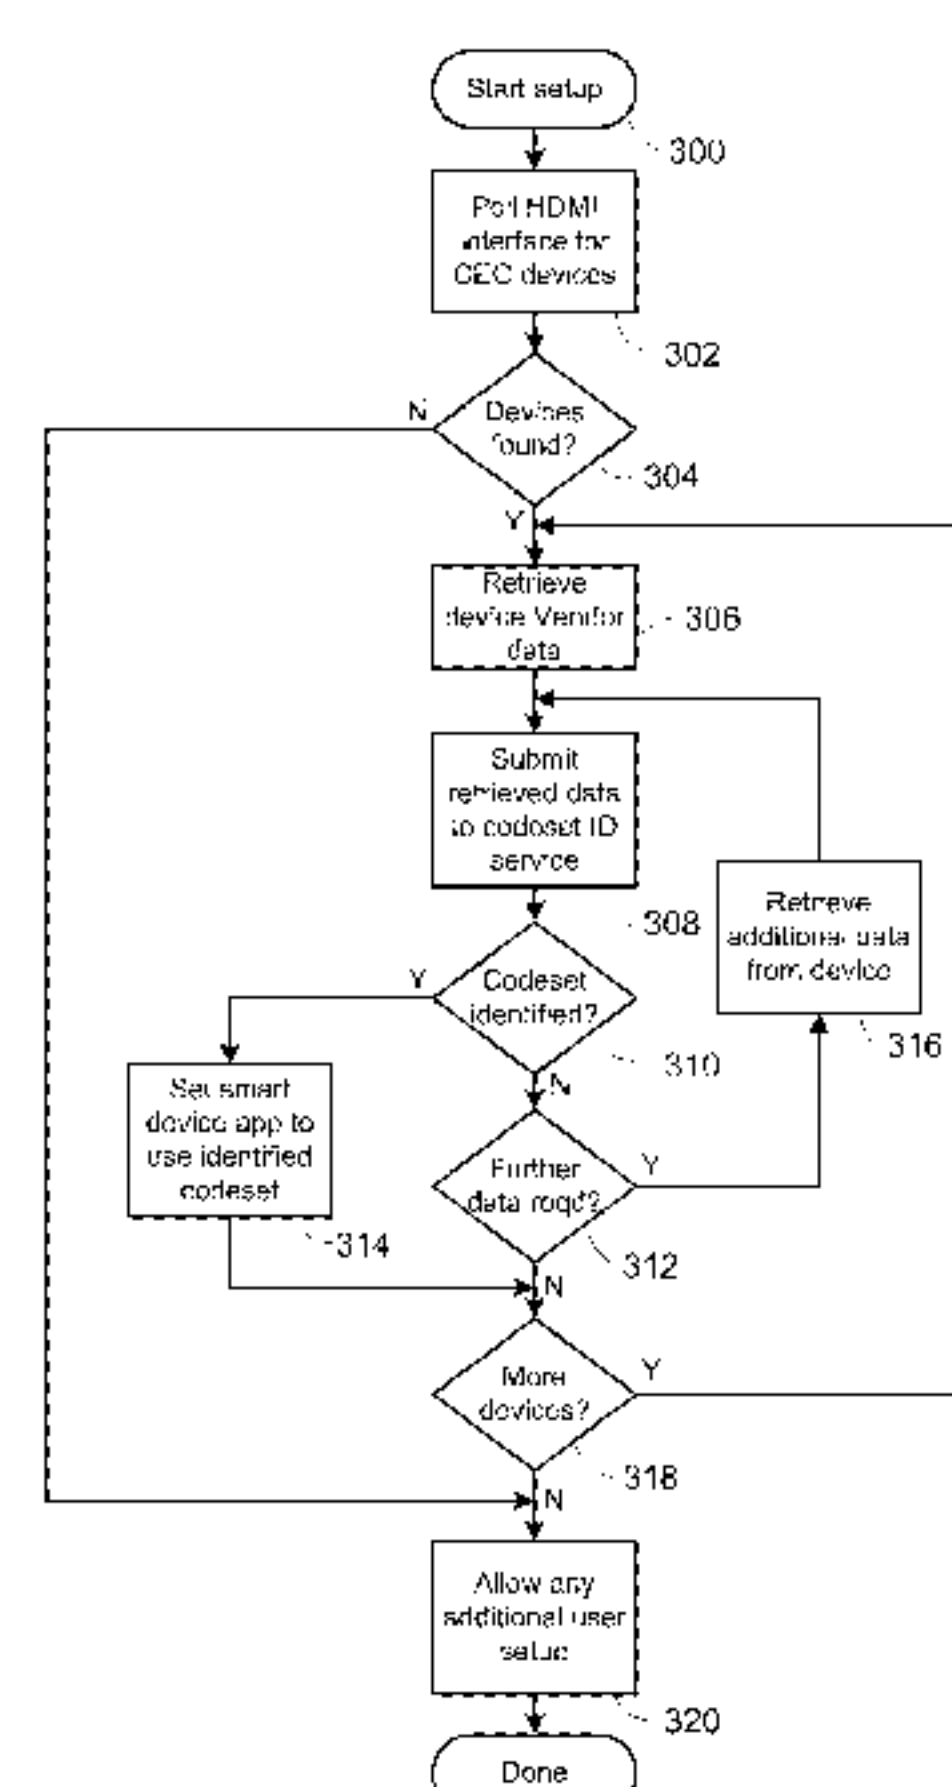 Start setup
300
Poll HDMI
interface for
CEC devices
302
N
Devices
found?
304
Y
Retrieve
device Vendor
data
306
Submit
retrieved data
to codeset ID
service
308
Retrieve
additional data
from device
316
Y
Codeset
identified?
310
N
Set smart
device app to
use identified
codeset
314
Further
data reqd?
Y
312
N
More
devices?
Y
318
N
Allow any
additional user
setup
320
Done